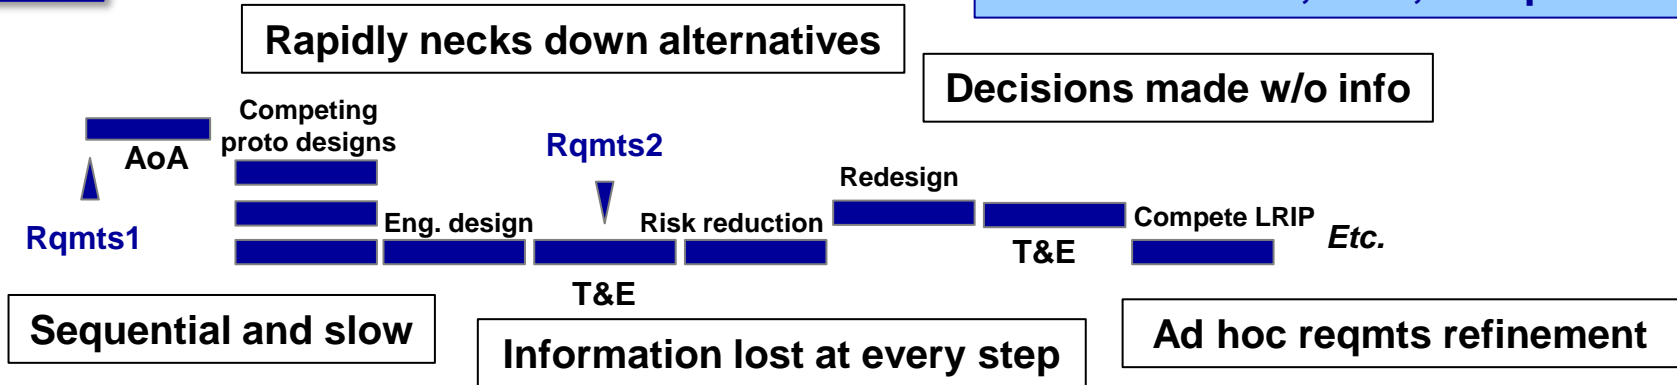 Rapidly necks down alternatives
Decisions made w/o info
Competing
proto designs
AoA
Rqmts2
Redesign
Rqmts1
Eng. design
Risk reduction
Compete LRIP
Etc.
T&E
T&E
Sequential and slow
Information lost at every step
Ad hoc reqmts refinement